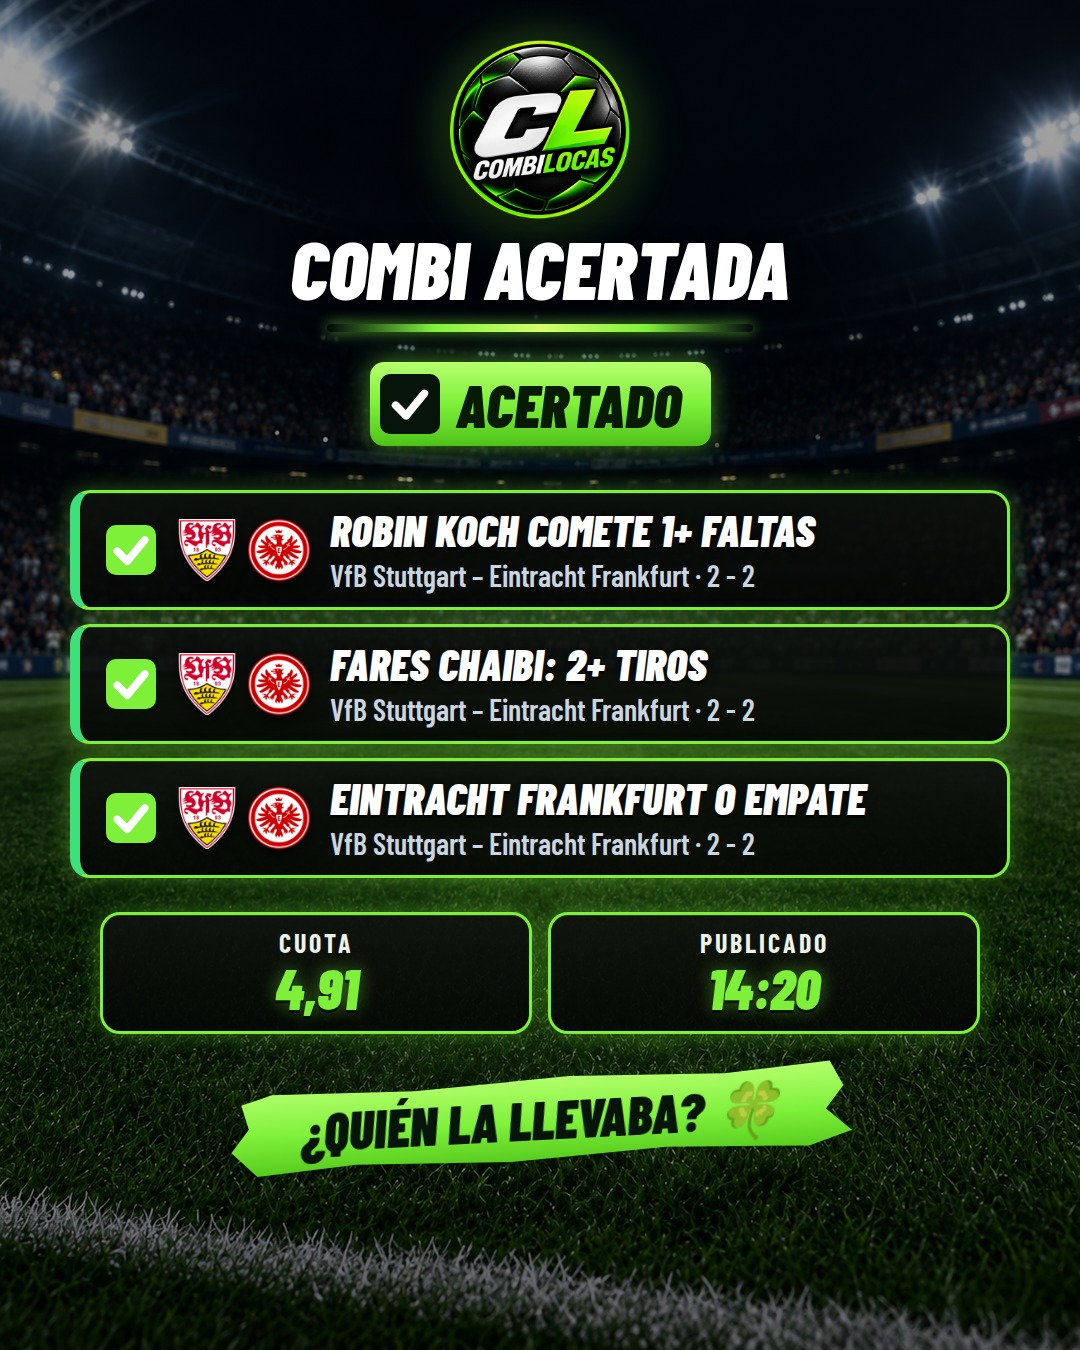 CL
COMBILOCAS
COMBI ACERTADA
ACERTADO
ROBIN KOCH COMETE 1+ FALTAS
VfB Stuttgart – Eintracht Frankfurt · 2 - 2
FARES CHAIBI: 2+ TIROS
VfB Stuttgart – Eintracht Frankfurt · 2 - 2
EINTRACHT FRANKFURT O EMPATE
VfB Stuttgart – Eintracht Frankfurt · 2 - 2
CUOTA
4,91
PUBLICADO
14:20
¿QUIÉN LA LLEVABA?